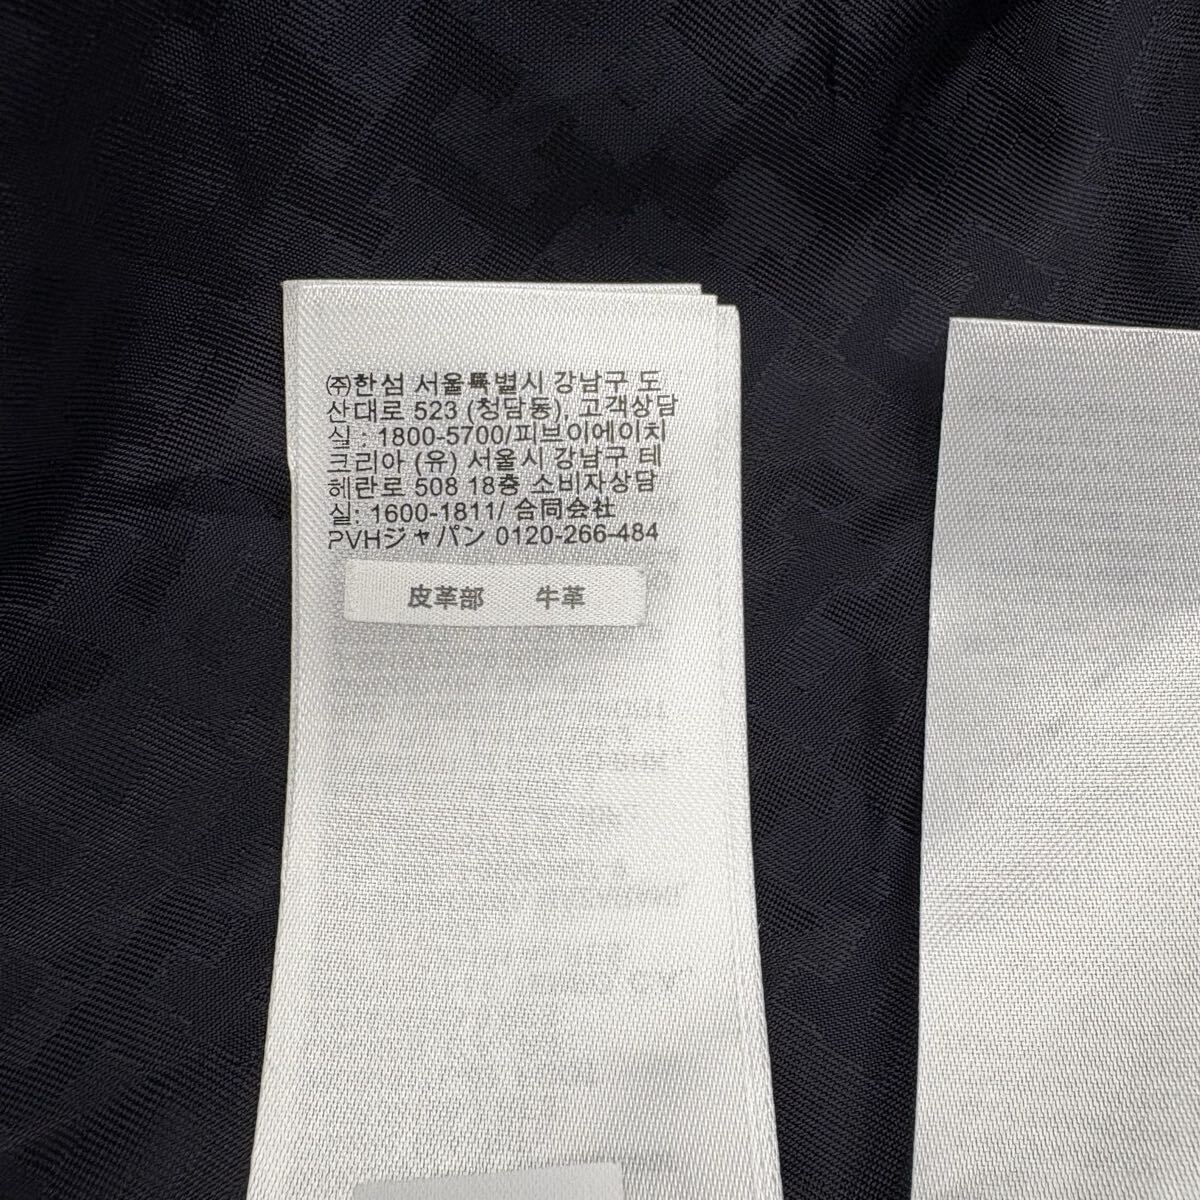 ㈜한섬 서울특별시 강남구 도
산대로 523 (청담동), 고객상담
실 : 1800-5700/피브이에이치
코리아 (유) 서울시 강남구 테
헤란로 508 18층 소비자상담
실: 1600-1811/ 合同会社
PVHジャパン 0120-266-484
皮革部 牛革